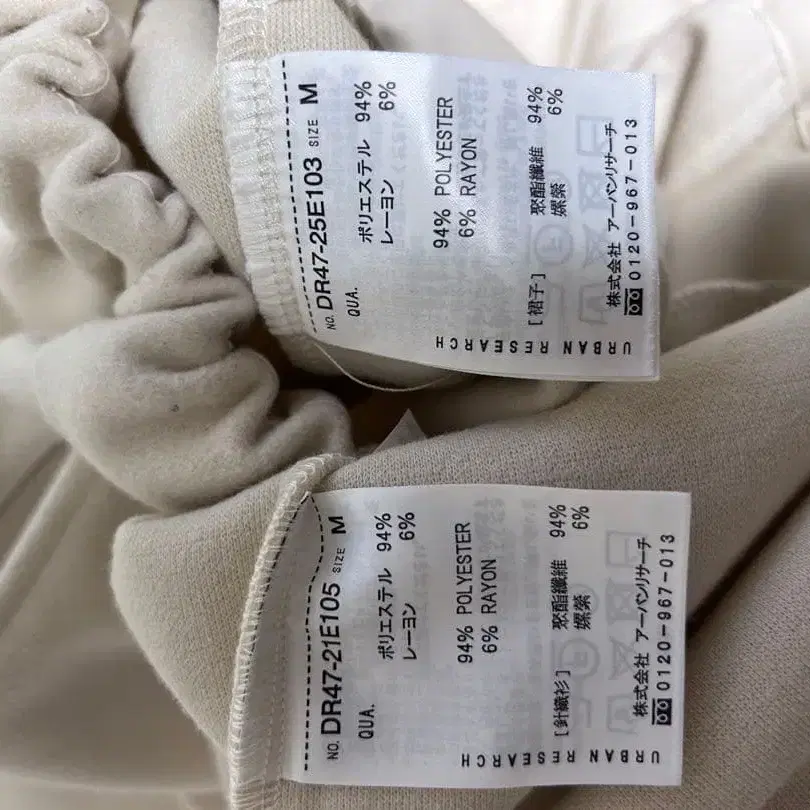 NO. DR47-25E103 SIZE M
QUA.
ポリエステル 94%
レーヨン 6%
94% POLYESTER
6% RAYON
[裙子]
聚酯纖維 94%
嫘縈 6%
株式会社 アーバンリサーチ
0120-967-013
URBAN RESEARCH
NO. DR47-21E105 SIZE M
QUA.
ポリエステル 94%
レーヨン 6%
94% POLYESTER
6% RAYON
[針織衫]
聚酯纖維 94%
嫘縈 6%
株式会社 アーバンリサーチ
0120-967-013
URBAN RESEARCH